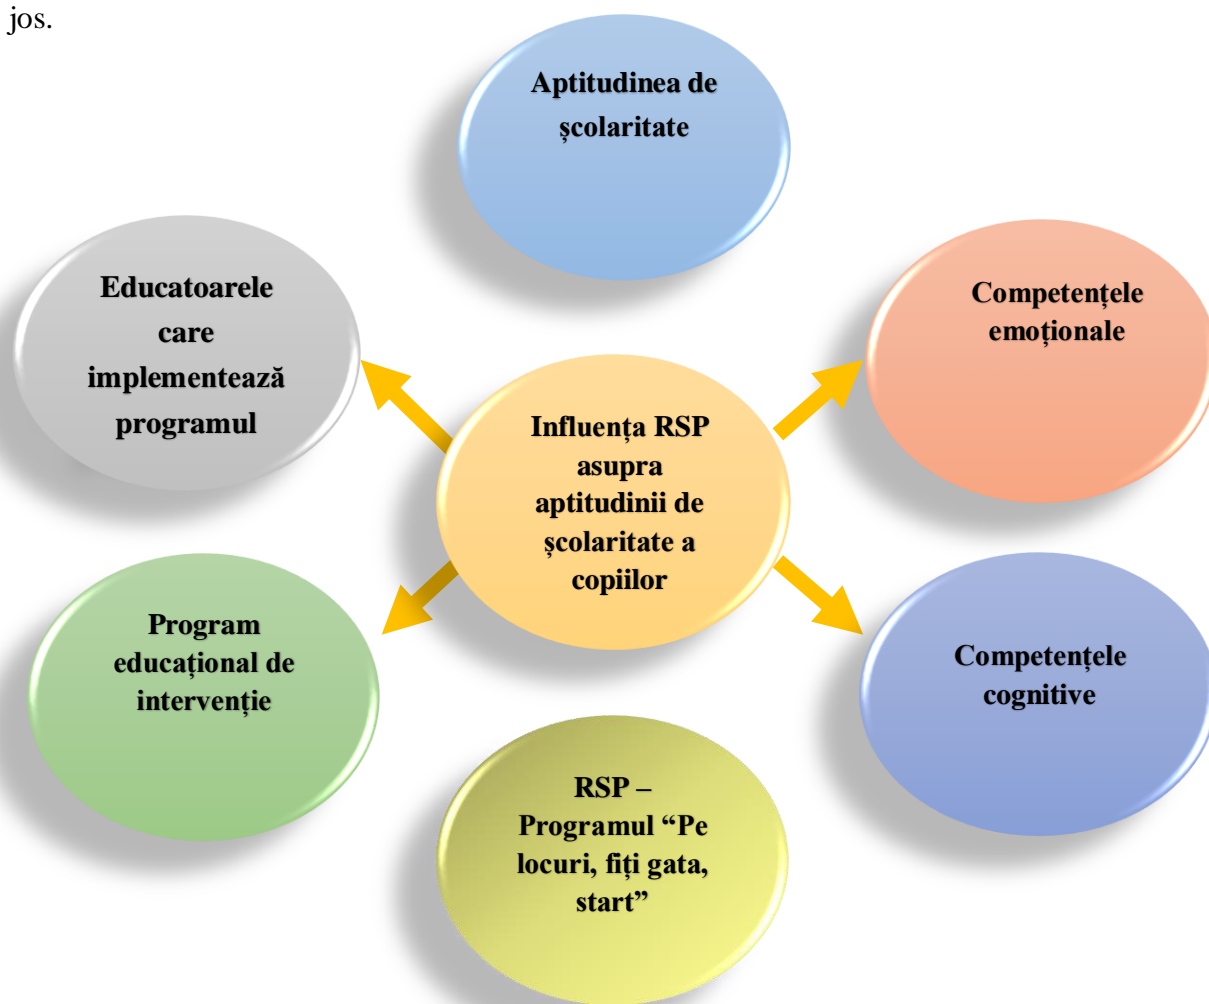 jos.
Aptitudinea de
școlaritate
Educatoarele
care
implementează
programul
Competențele
emoționale
Influența RSP
asupra
aptitudinii de
școlaritate a
copiilor
Program
educațional de
intervenție
Competențele
cognitive
RSP –
Programul “Pe
locuri, fiți gata,
start”